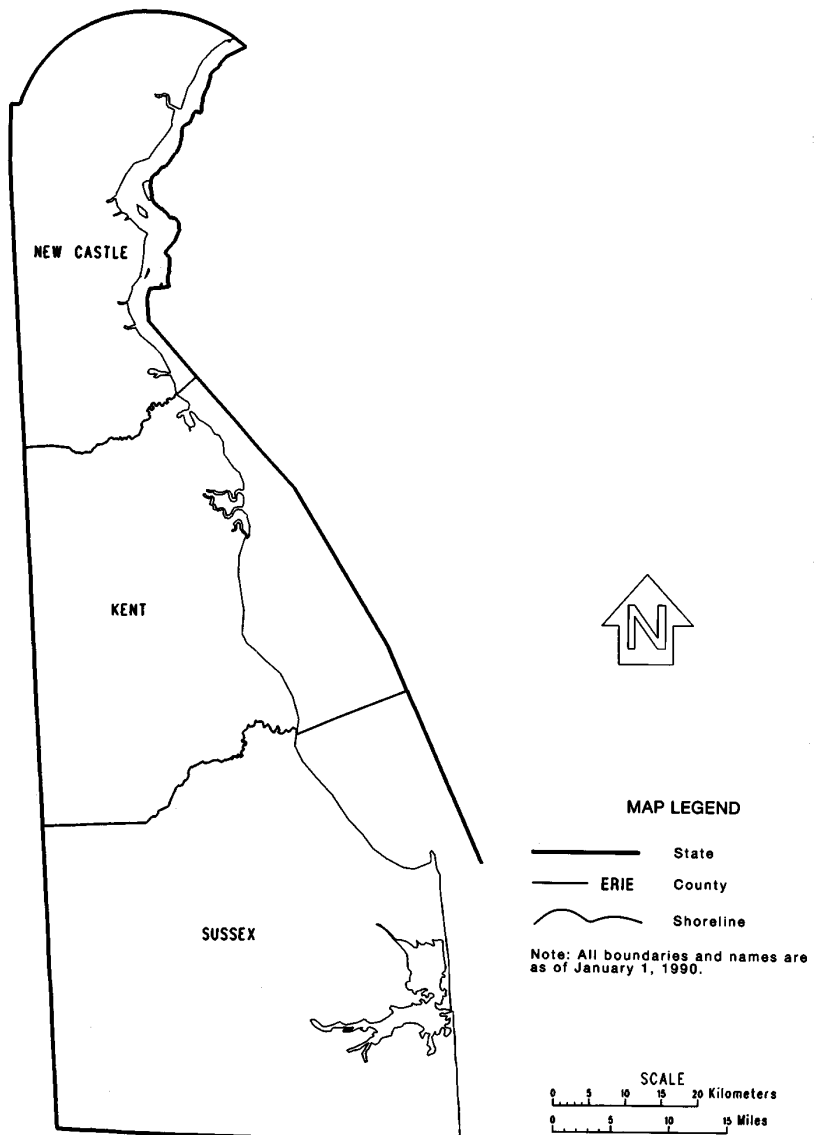 NEW CASTLE
KENT
N
MAP LEGEND
State
ERIE County
Shoreline
SUSSEX
Note: All boundaries and names are
as of January 1, 1990.
SCALE
0 5 10 15 20 Kilometers
0 5 10 15 Miles